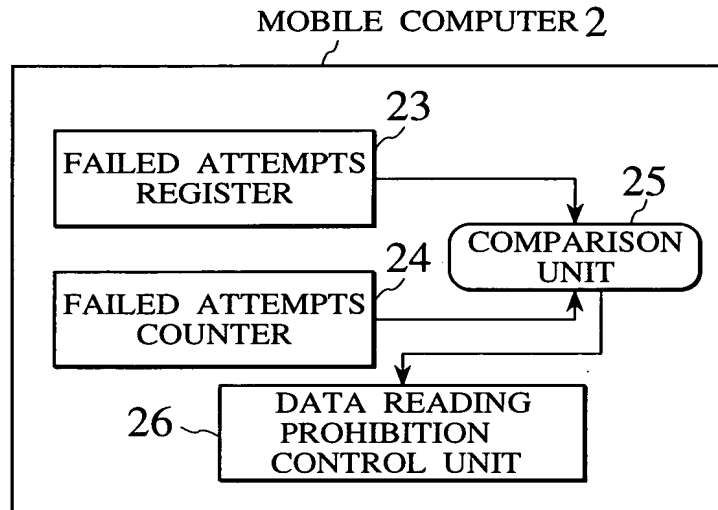 MOBILE COMPUTER 2
23
FAILED ATTEMPTS
REGISTER
25
COMPARISON
UNIT
24
FAILED ATTEMPTS
COUNTER
26
DATA READING
PROHIBITION
CONTROL UNIT